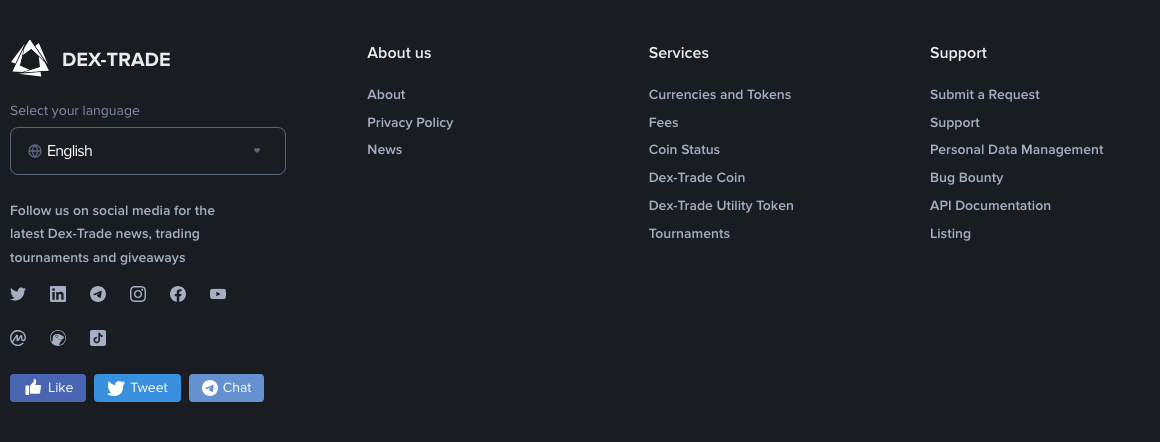 DEX-TRADE
Select your language
English
Follow us on social media for the
latest Dex-Trade news, trading
tournaments and giveaways
Like
Tweet
Chat
About us
About
Privacy Policy
News
Services
Currencies and Tokens
Fees
Coin Status
Dex-Trade Coin
Dex-Trade Utility Token
Tournaments
Support
Submit a Request
Support
Personal Data Management
Bug Bounty
API Documentation
Listing